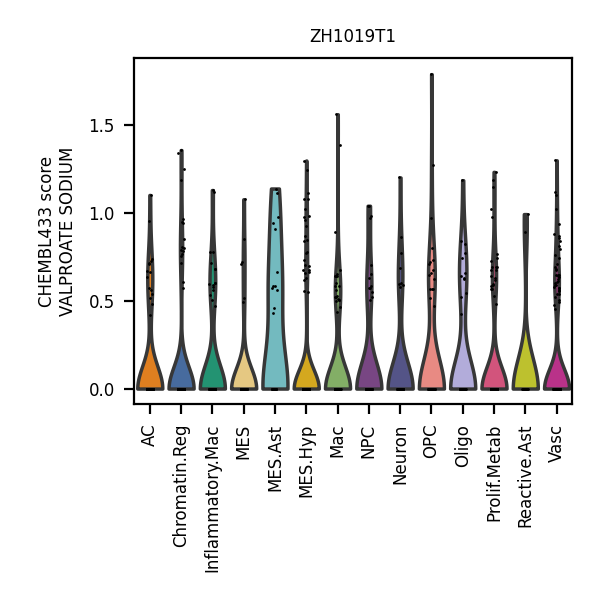 ZH1019T1
CHEMBL433 score
VALPROATE SODIUM
1.5
1.0
0.5
0.0
AC
Chromatin.Reg
Inflammatory.Mac
MES
MES.Ast
MES.Hyp
Mac
NPC
Neuron
OPC
Oligo
Prolif.Metab
Reactive.Ast
Vasc